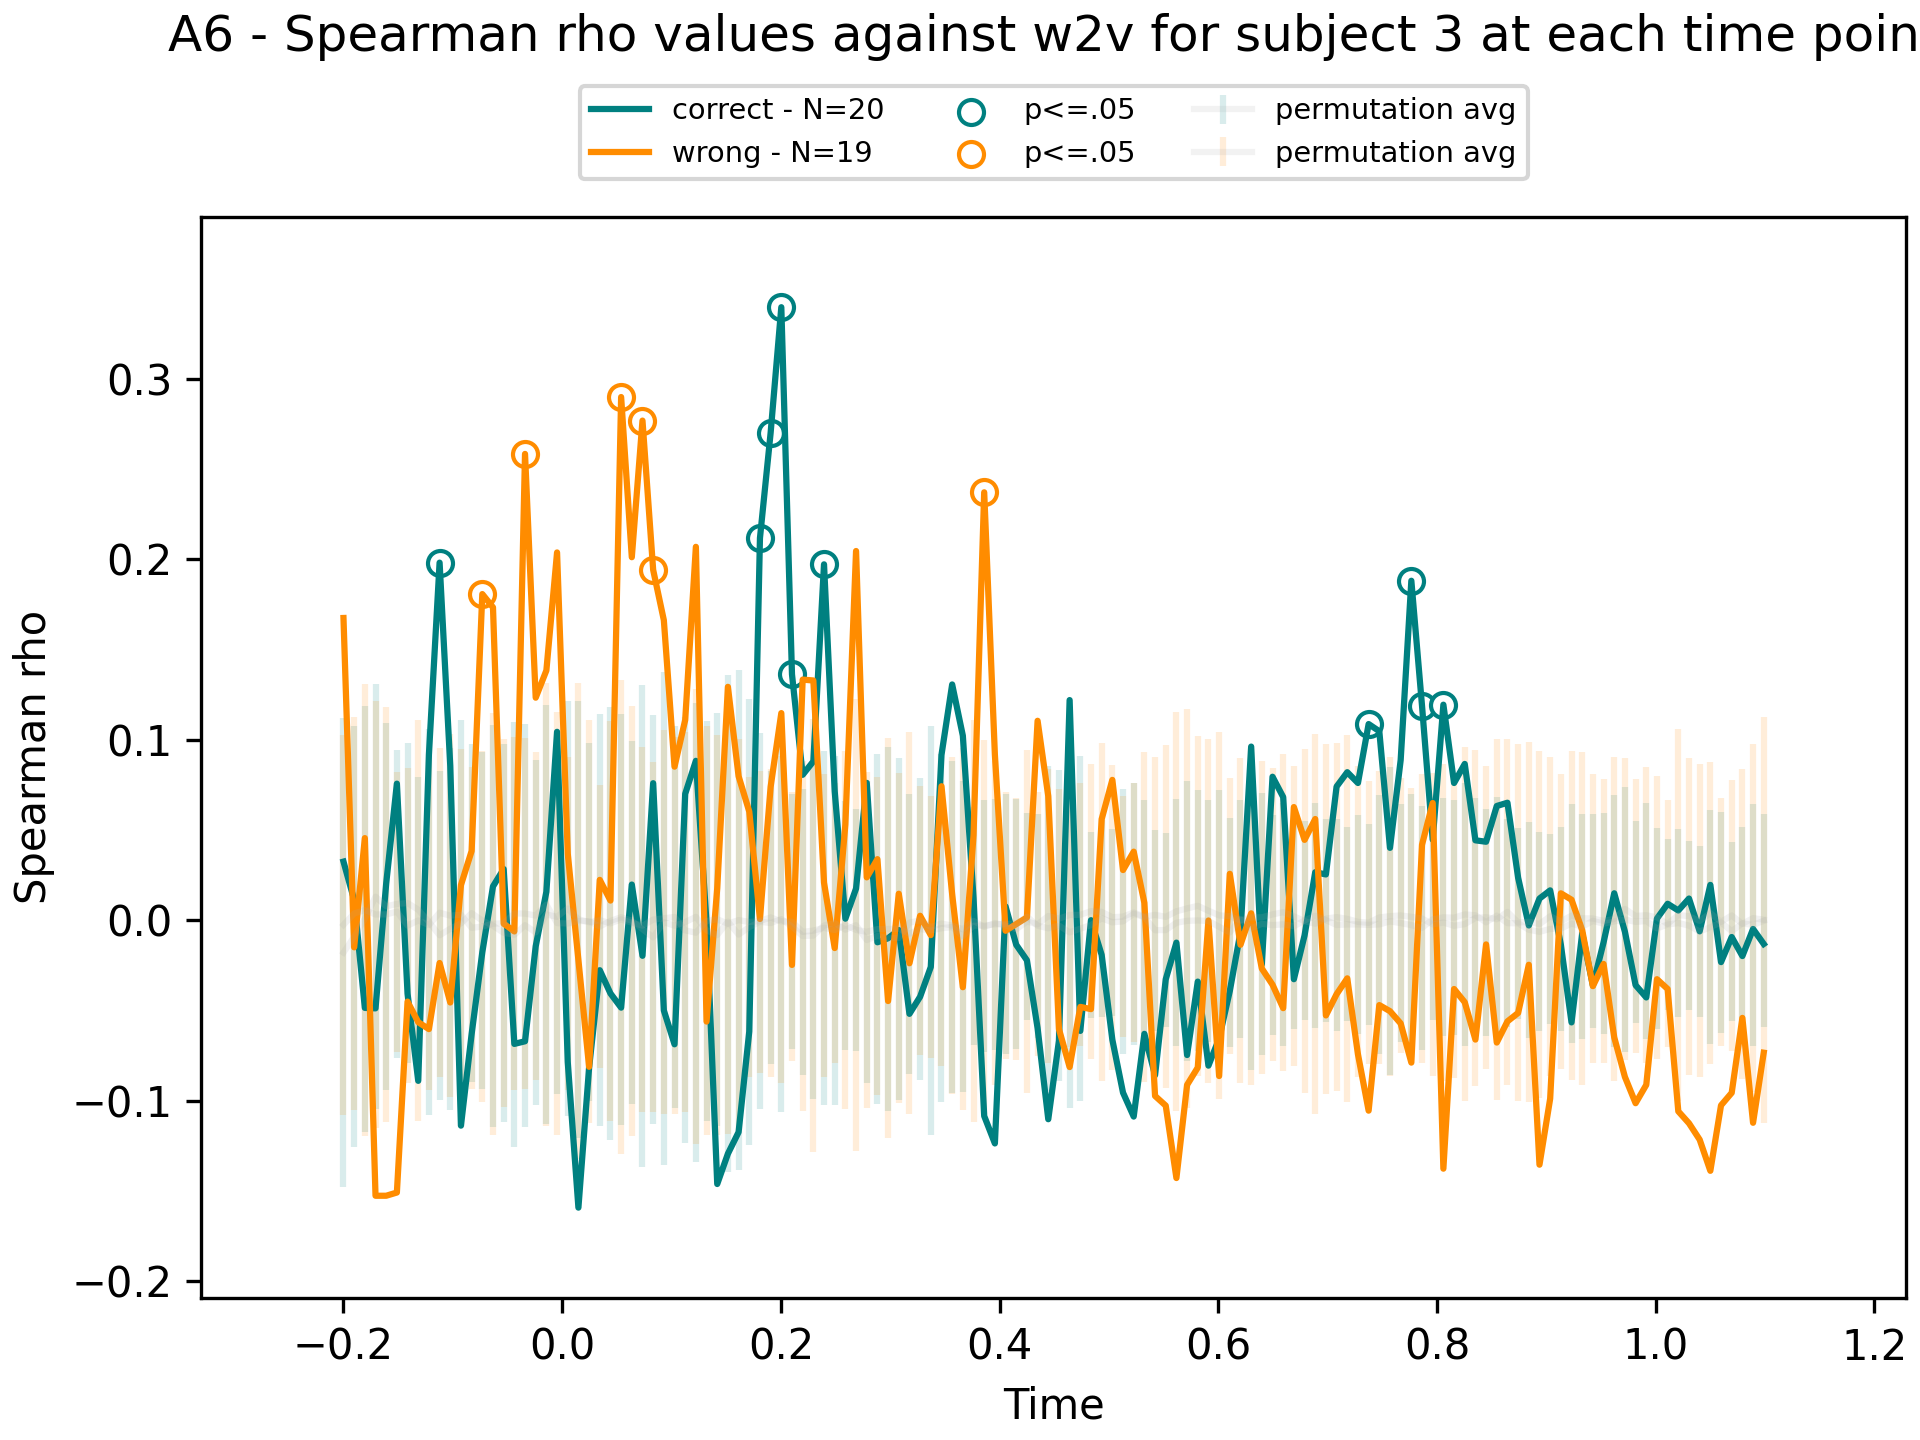 A6 - Spearman rho values against w2v for subject 3 at each time poin
correct - N=20
wrong - N=19
p<=.05
p<=.05
permutation avg
permutation avg
Spearman rho
0.3
0.2
0.1
0.0
−0.1
−0.2
−0.2 0.0 0.2 0.4 0.6 0.8 1.0 1.2
Time